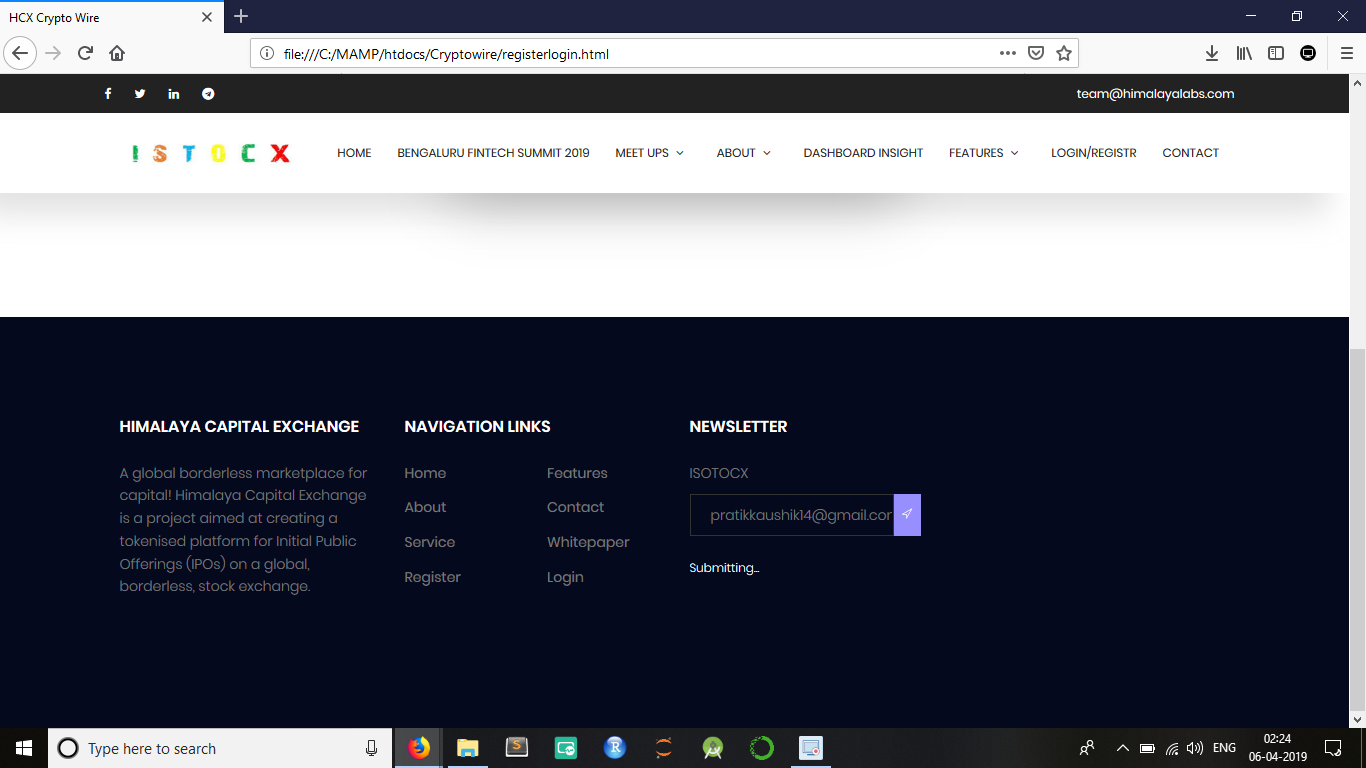 HCX Crypto Wire
file:///C:/MAMP/htdocs/Cryptowire/registerlogin.html
team@himalayalabs.com
ISTOCX
HOME BENGALURU FINTECH SUMMIT 2019 MEET UPS ABOUT DASHBOARD INSIGHT FEATURES LOGIN/REGISTR CONTACT
HIMALAYA CAPITAL EXCHANGE
A global borderless marketplace for
capital! Himalaya Capital Exchange
is a project aimed at creating a
tokenised platform for Initial Public
Offerings (IPOs) on a global,
borderless, stock exchange.
NAVIGATION LINKS
Home Features
About Contact
Service Whitepaper
Register Login
NEWSLETTER
ISOTOCX
pratikkaushik14@gmail.com
Submitting...
Type here to search
ENG
02:24
06-04-2019